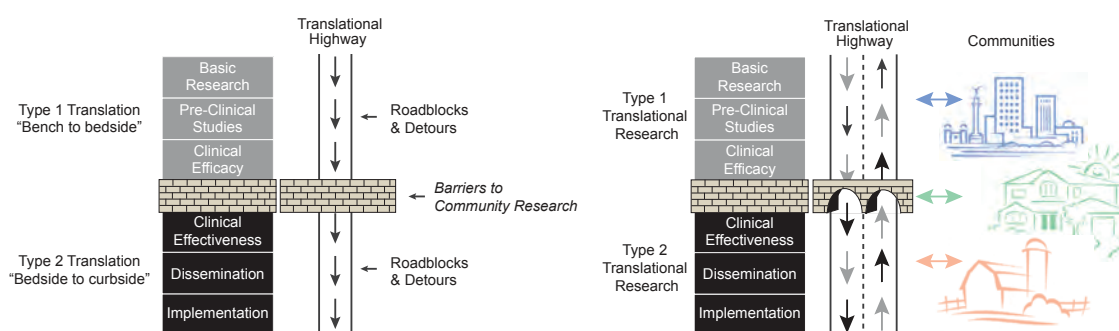 Translational
Highway
Basic
Research
Pre-Clinical
Studies
Clinical
Efficacy
Type 1 Translation
“Bench to bedside”
Roadblocks
& Detours
Barriers to
Community Research
Clinical
Effectiveness
Dissemination
Implementation
Type 2 Translation
“Bedside to curbside”
Roadblocks
& Detours
Translational
Highway
Communities
Basic
Research
Pre-Clinical
Studies
Clinical
Efficacy
Type 1
Translational
Research
Clinical
Effectiveness
Dissemination
Implementation
Type 2
Translational
Research